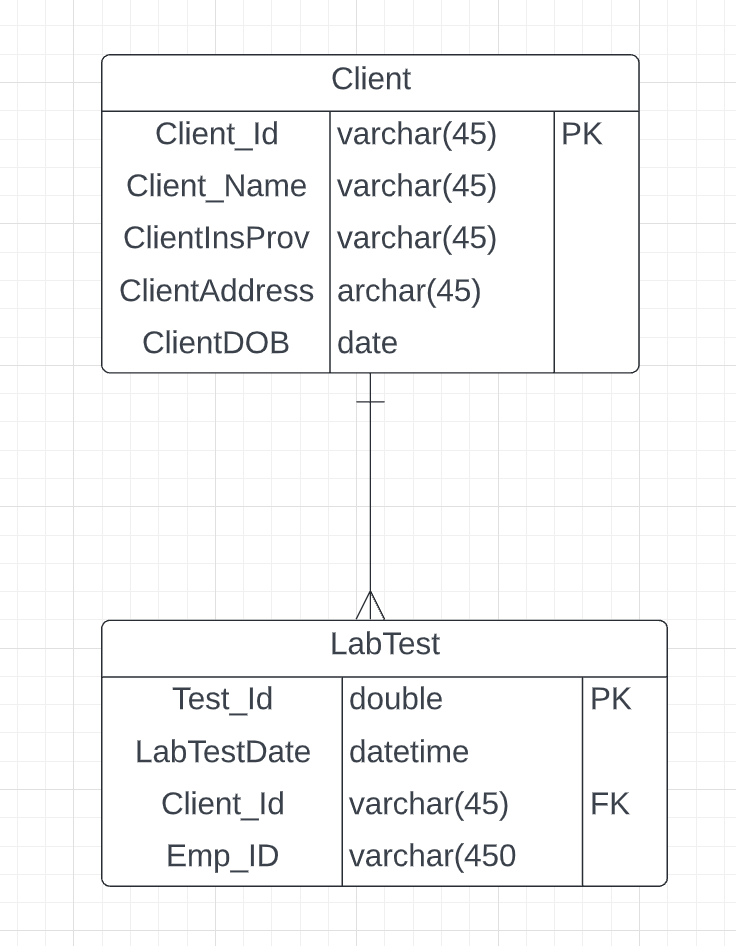 Client
Client_Id varchar(45) PK
Client_Name varchar(45)
ClientInsProv varchar(45)
ClientAddress archar(45)
ClientDOB date
LabTest
Test_Id double PK
LabTestDate datetime
Client_Id varchar(45) FK
Emp_ID varchar(450